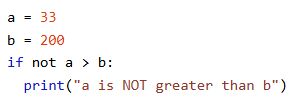 a = 33
b = 200
if not a > b:
  print("a is NOT greater than b")